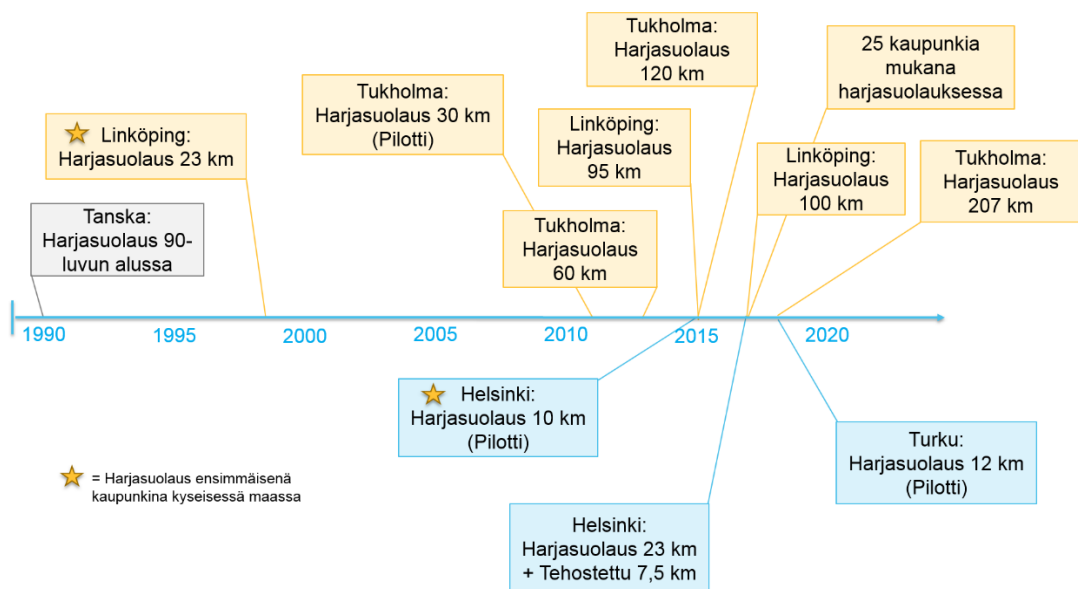 Tukholma:
Harjasuolaus
120 km
25 kaupunkia
mukana
harjasuolauksessa
Tukholma:
Harjasuolaus 30 km
(Pilotti)
Linköping:
Harjasuolaus 23 km
Linköping:
Harjasuolaus
95 km
Linköping:
Harjasuolaus
100 km
Tukholma:
Harjasuolaus
207 km
Tanska:
Harjasuolaus 90-
luvun alussa
Tukholma:
Harjasuolaus
60 km
1990
1995
2000
2005
2010
2015
2020
Helsinki:
Harjasuolaus 10 km
(Pilotti)
Turku:
Harjasuolaus 12 km
(Pilotti)
= Harjasuolaus ensimmäisenä
kaupunkina kyseisessä maassa
Helsinki:
Harjasuolaus 23 km
+ Tehostettu 7,5 km